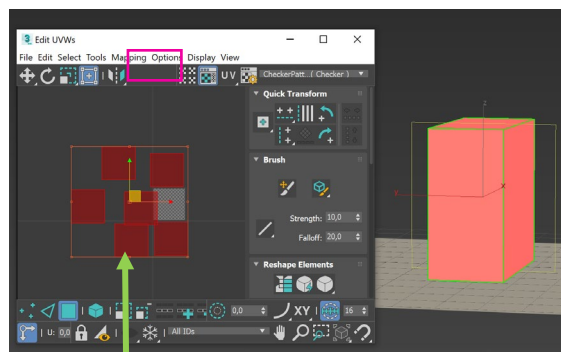 3 Edit UVWs
File Edit Select Tools Mapping Options Display View
UV CheckerPatt...( Checker )
Quick Transform
Brush
Strength: 10,0
Falloff: 20,0
Reshape Elements
0,0 XY 16
U: 0,0 All IDs
z
x